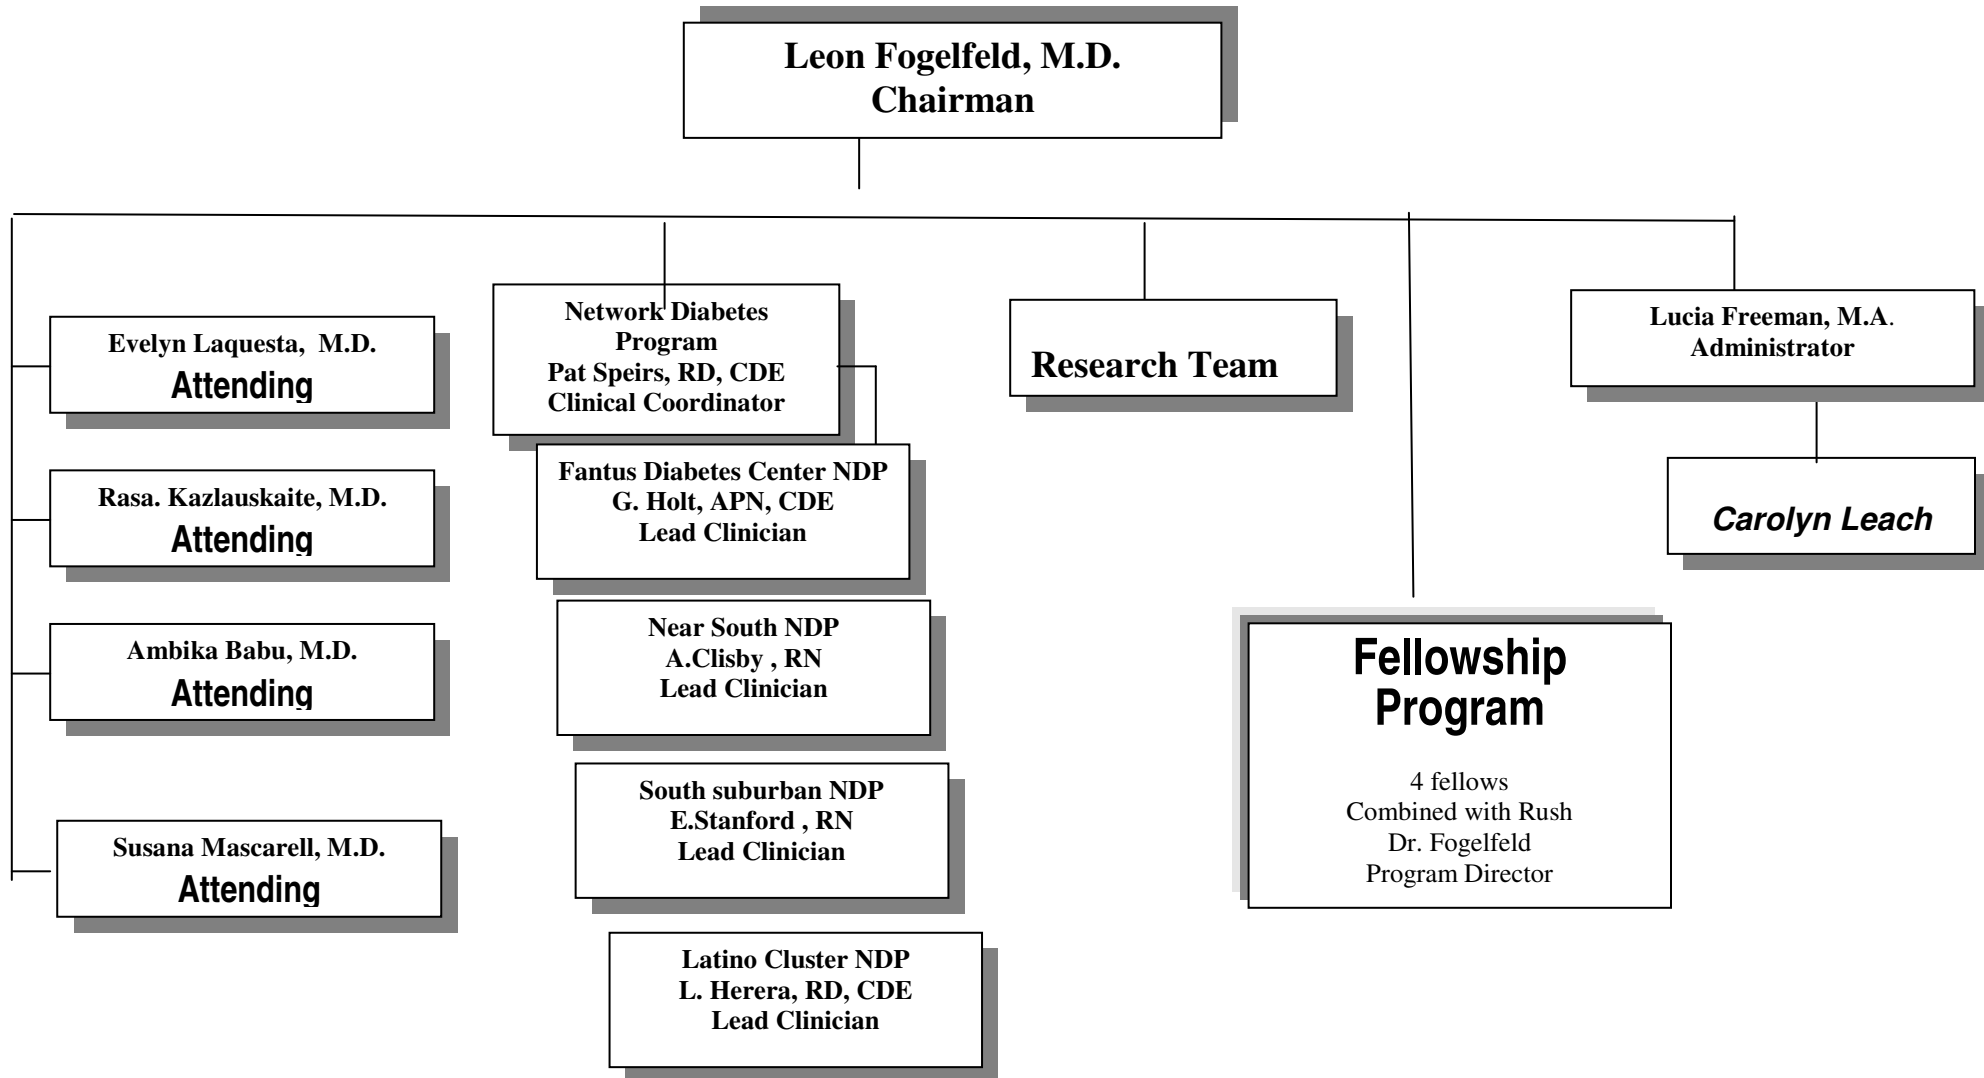 Leon Fogelfeld, M.D.
Chairman
Evelyn Laquesta,  M.D.
Attending
Rasa. Kazlauskaite, M.D.
Attending
Ambika Babu, M.D.
Attending
Susana Mascarell, M.D.
Attending
Network Diabetes
Program
Pat Speirs, RD, CDE
Clinical Coordinator
Fantus Diabetes Center NDP
G. Holt, APN, CDE
Lead Clinician
Near South NDP
A.Clisby , RN
Lead Clinician
South suburban NDP
E.Stanford , RN
Lead Clinician
Latino Cluster NDP
L. Herera, RD, CDE
Lead Clinician
Research Team
Fellowship
Program
4 fellows
Combined with Rush
Dr. Fogelfeld
Program Director
Lucia Freeman, M.A.
Administrator
Carolyn Leach